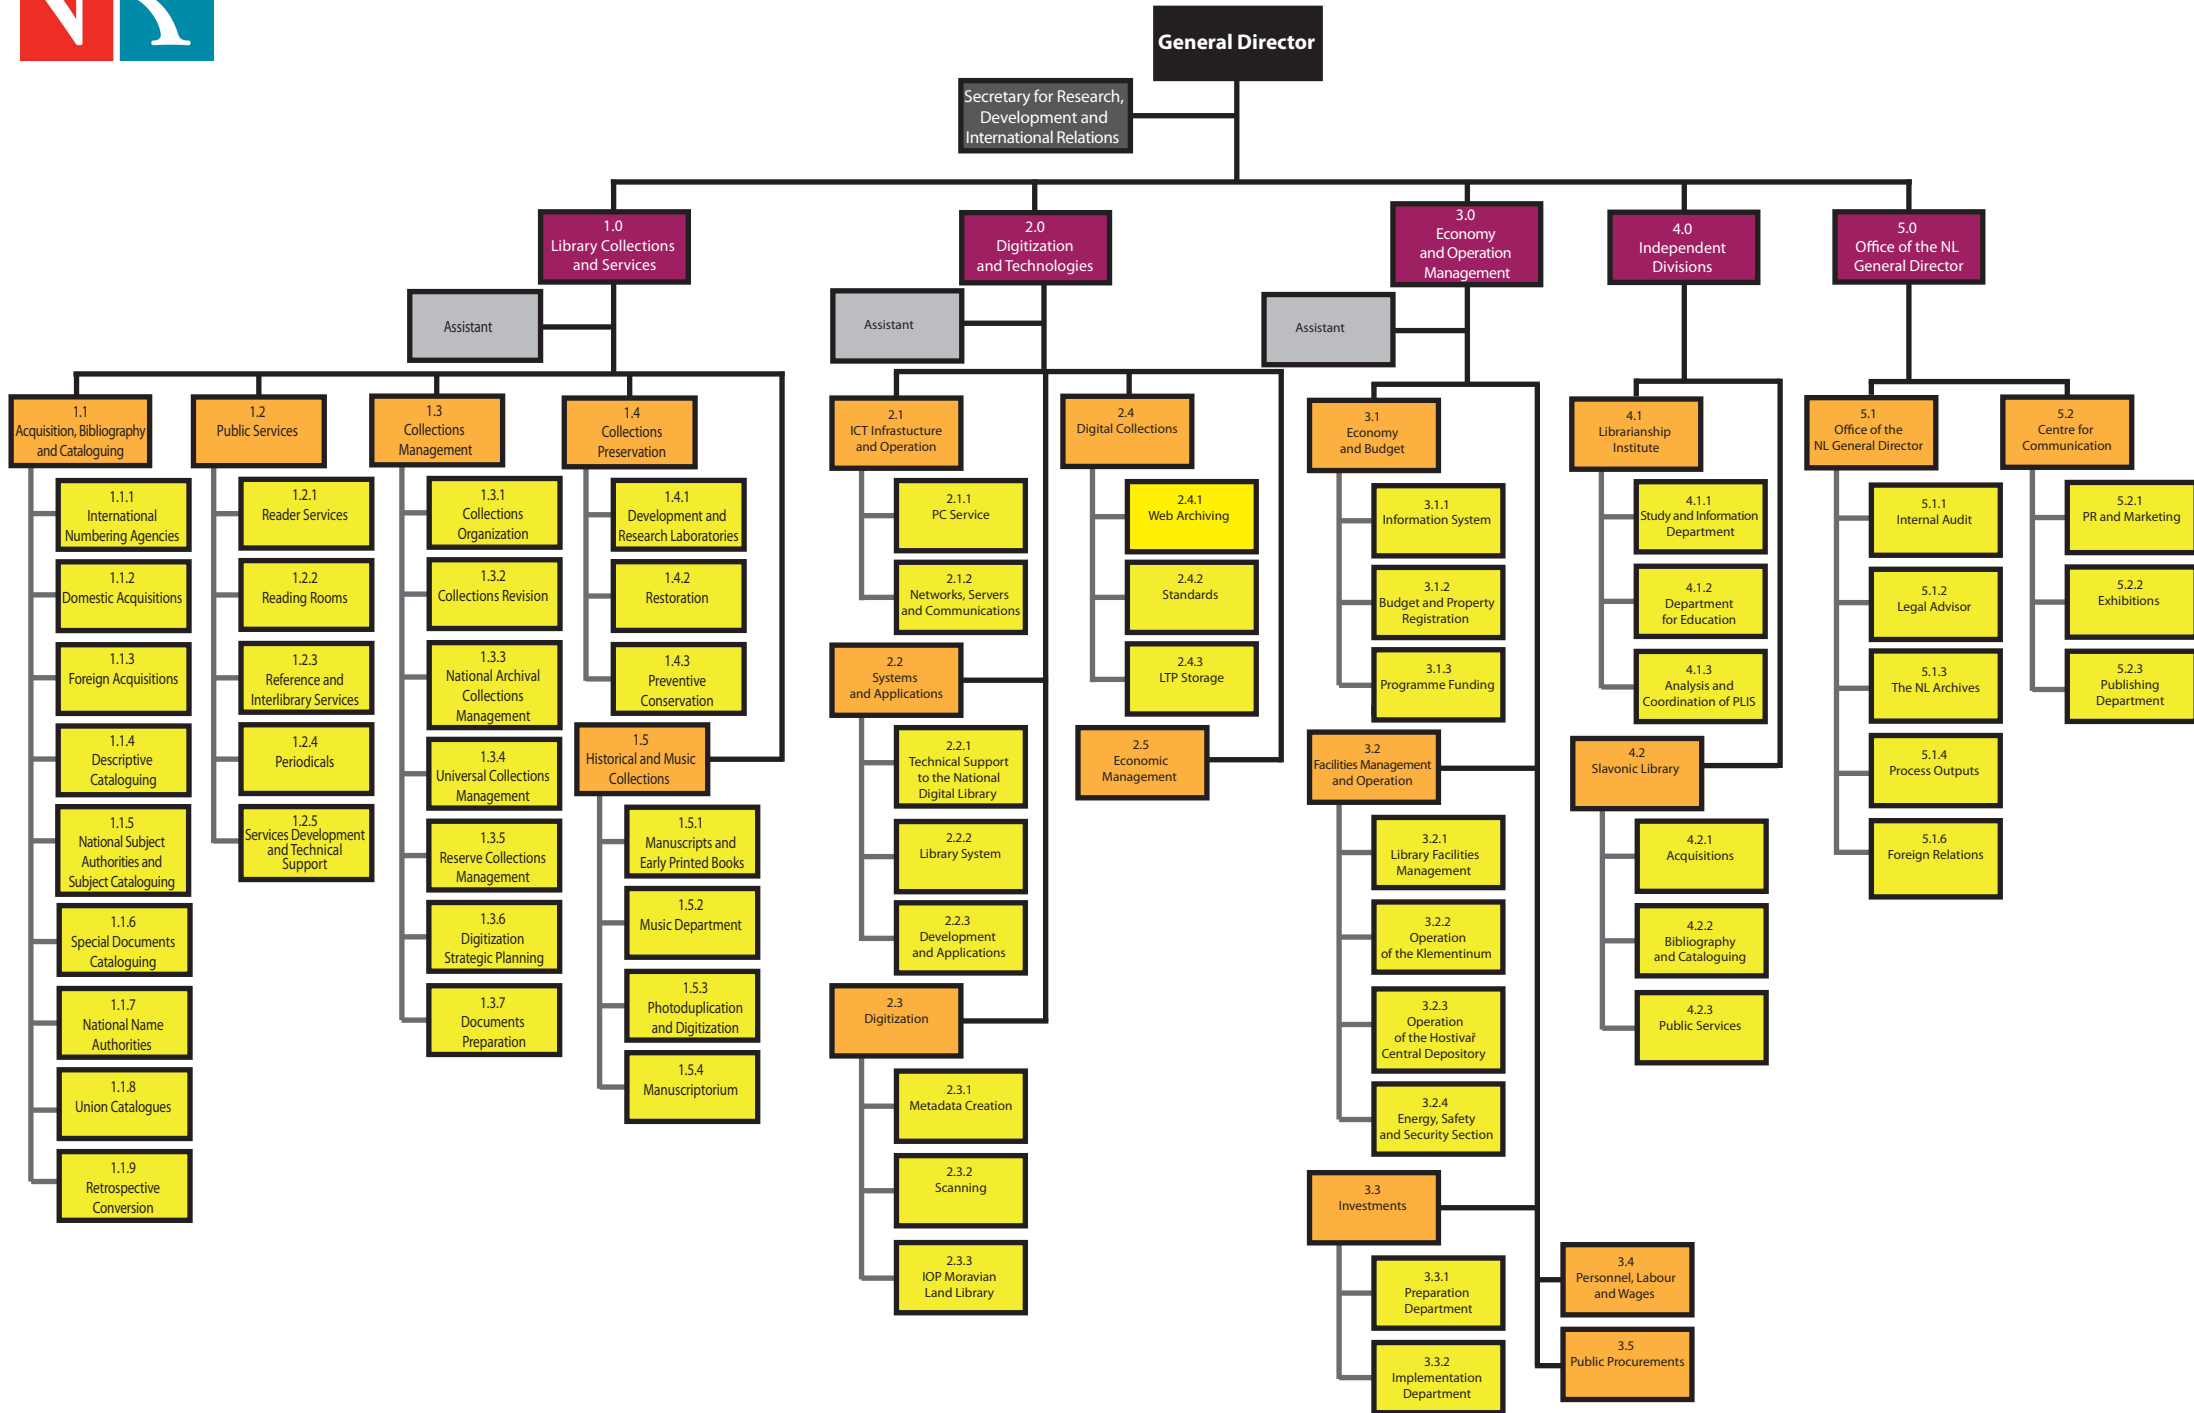 General Director
Secretary for Research,
Development and
International Relations
1.0
Library Collections
and Services
2.0
Digitization
and Technologies
3.0
Economy
and Operation
Management
4.0
Independent
Divisions
5.0
Office of the NL
General Director
Assistant
Assistant
Assistant
1.1
Acquisition, Bibliography
and Cataloguing
1.1.1
International
Numbering Agencies
1.1.2
Domestic Acquisitions
1.1.3
Foreign Acquisitions
1.1.4
Descriptive
Cataloguing
1.1.5
National Subject
Authorities and
Subject Cataloguing
1.1.6
Special Documents
Cataloguing
1.1.7
National Name
Authorities
1.1.8
Union Catalogues
1.1.9
Retrospective
Conversion
1.2
Public Services
1.2.1
Reader Services
1.2.2
Reading Rooms
1.2.3
Reference and
Interlibrary Services
1.2.4
Periodicals
1.2.5
Services Development
and Technical
Support
1.3
Collections
Management
1.3.1
Collections
Organization
1.3.2
Collections Revision
1.3.3
National Archival
Collections
Management
1.3.4
Universal Collections
Management
1.3.5
Reserve Collections
Management
1.3.6
Digitization
Strategic Planning
1.3.7
Documents
Preparation
1.4
Collections
Preservation
1.4.1
Development and
Research Laboratories
1.4.2
Restoration
1.4.3
Preventive
Conservation
1.5
Historical and Music
Collections
1.5.1
Manuscripts and
Early Printed Books
1.5.2
Music Department
1.5.3
Photoduplication
and Digitization
1.5.4
Manuscriptorium
2.1
ICT Infrastucture
and Operation
2.1.1
PC Service
2.1.2
Networks, Servers
and Communications
2.2
Systems
and Applications
2.2.1
Technical Support
to the National
Digital Library
2.2.2
Library System
2.2.3
Development
and Applications
2.3
Digitization
2.3.1
Metadada Creation
2.3.2
Scanning
2.3.3
IOP Moravian
Land Library
2.4
Digital Collections
2.4.1
Web Archiving
2.4.2
Standards
2.4.3
LTP Storage
2.5
Economic
Management
3.1
Economy
and Budget
3.1.1
Information System
3.1.2
Budget and Property
Registration
3.1.3
Programme Funding
3.2
Facilities Management
and Operation
3.2.1
Library Facilities
Management
3.2.2
Operation
of the Klementinum
3.2.3
Operation
of the Hostivař
Central Depository
3.2.4
Energy, Safety
and Security Section
3.3
Investments
3.3.1
Preparation
Department
3.3.2
Implementation
Department
3.4
Personnel, Labour
and Wages
3.5
Public Procurements
4.1
Librarianship
Institute
4.1.1
Study and Information
Department
4.1.2
Department
for Education
4.1.3
Analysis and
Coordination of PLIS
4.2
Slavonic Library
4.2.1
Acquisitions
4.2.2
Bibliography
and Cataloguing
4.2.3
Public Services
5.1
Office of the
NL General Director
5.1.1
Internal Audit
5.1.2
Legal Advisor
5.1.3
The NL Archives
5.1.4
Process Outputs
5.1.6
Foreign Relations
5.2
Centre for
Communication
5.2.1
PR and Marketing
5.2.2
Exhibitions
5.2.3
Publishing
Department